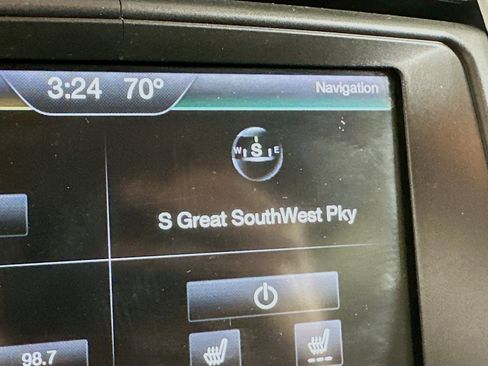 3:24 70°
Navigation
W S E
S Great SouthWest Pky
98.7